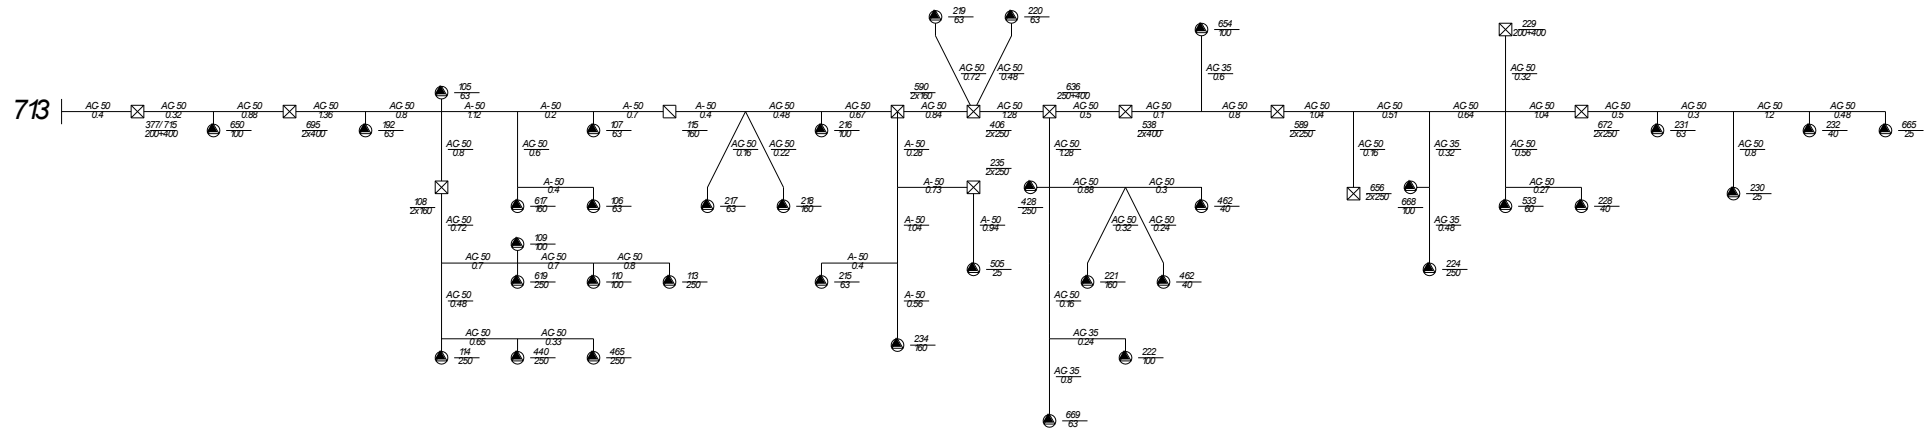 219
63
220
63
654
100
229
200+400
AC-50
0.72
AC-50
0.48
AC-35
0.6
AC-50
0.32
105
63
590
2x160
636
250+400
713
AC-50
0.4
AC-50
0.32
AC-50
0.88
AC-50
1.36
AC-50
0.8
A-50
1.12
A-50
0.2
A-50
0.7
A-50
0.4
AC-50
0.48
AC-50
0.67
AC-50
0.84
AC-50
1.28
AC-50
0.5
AC-50
0.1
AC-50
0.8
AC-50
1.04
AC-50
0.51
AC-50
0.64
AC-50
1.04
AC-50
0.5
AC-50
0.3
AC-50
1.2
AC-50
0.48
377/715
200+400
650
100
695
2x400
192
63
107
63
115
160
216
100
406
2x250
538
2x400
589
2x250
672
2x250
231
63
232
40
665
25
AC-50
0.8
AC-50
0.6
AC-50
0.16
AC-50
0.22
A-50
0.28
235
2x250
AC-50
1.28
AC-50
0.16
AC-35
0.32
AC-50
0.56
AC-50
0.8
A-50
0.4
A-50
0.73
AC-50
0.88
AC-50
0.3
AC-50
0.27
108
2x160
617
160
106
63
217
63
218
160
428
250
462
40
656
2x250
668
100
533
60
228
40
230
25
AC-50
0.72
A-50
1.04
A-50
0.94
AC-50
0.32
AC-50
0.24
AC-35
0.48
109
100
AC-50
0.7
AC-50
0.7
AC-50
0.8
A-50
0.4
619
250
110
100
113
250
215
63
505
25
221
160
462
40
224
250
AC-50
0.48
A-50
0.56
AC-50
0.16
AC-50
0.65
AC-50
0.33
AC-35
0.24
114
250
440
250
465
250
234
160
222
100
AC-35
0.8
669
63